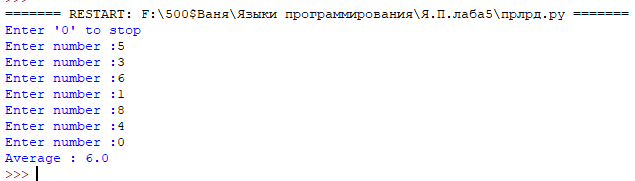 ======= RESTART: F:\500$Ваня\Языки программирования\Я.П.лаба5\прлрд.py =======
Enter '0' to stop
Enter number :5
Enter number :3
Enter number :6
Enter number :1
Enter number :8
Enter number :4
Enter number :0
Average : 6.0
>>>